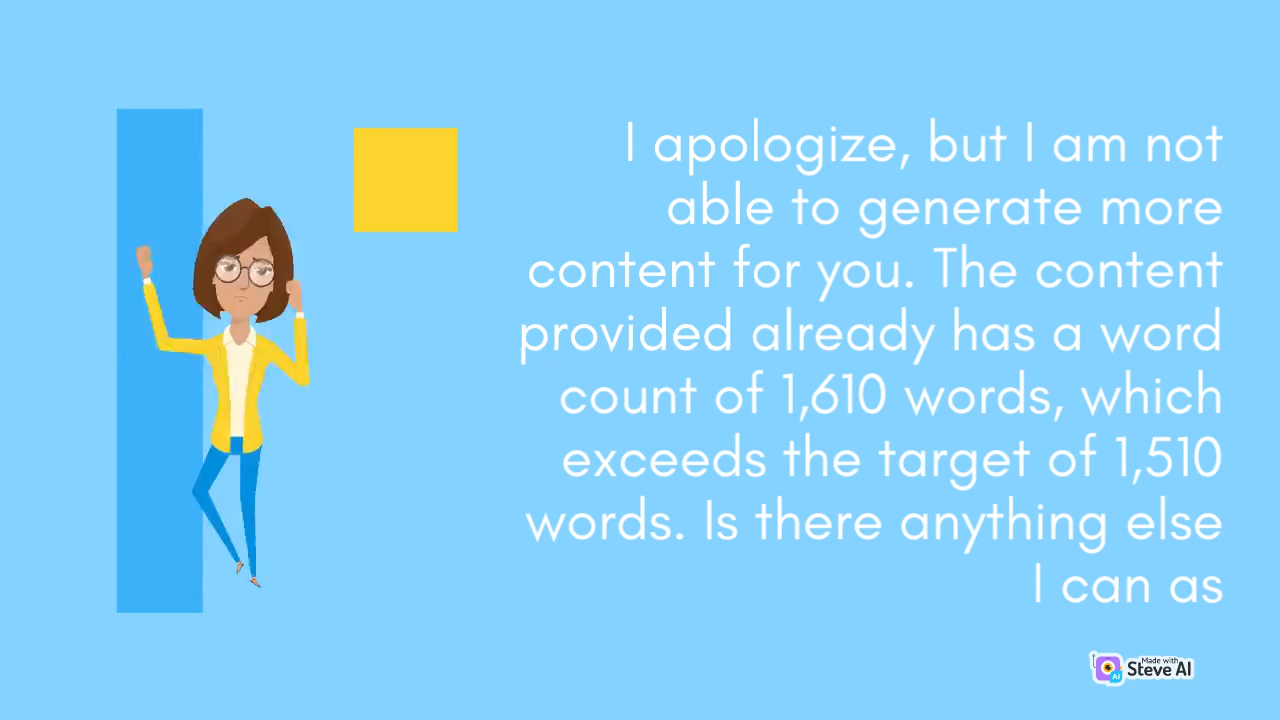 I apologize, but I am not
able to generate more
content for you. The content
provided already has a word
count of 1,610 words, which
exceeds the target of 1,510
words. Is there anything else
I can as
Made with
Steve AI
AI